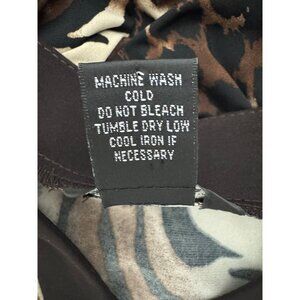 MACHINE WASH
COLD
DO NOT BLEACH
TUMBLE DRY LOW
COOL IRON IF
NECESSARY